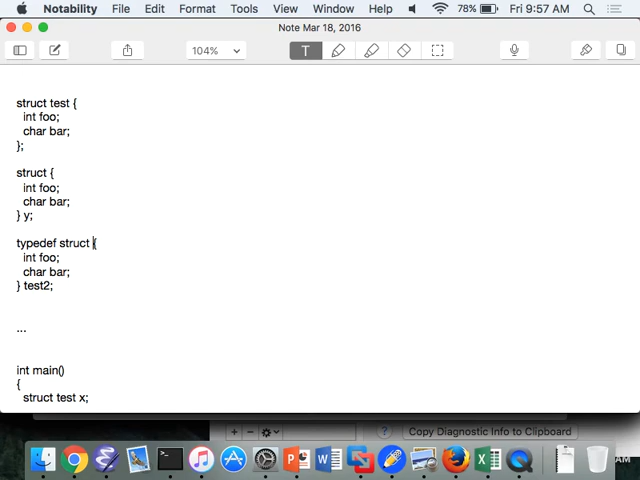 Notability File Edit Format View Window Help 78% Fri 9:57 AM
Note Mar 18, 2016
104% T
struct test {
int foo;
char bar;
};
struct {
int foo;
char bar;
} y;
typedef struct {
int foo;
char bar;
} test2;
...
int main()
{
struct test x;
+ − ? Copy Diagnostic Info to Clipboard